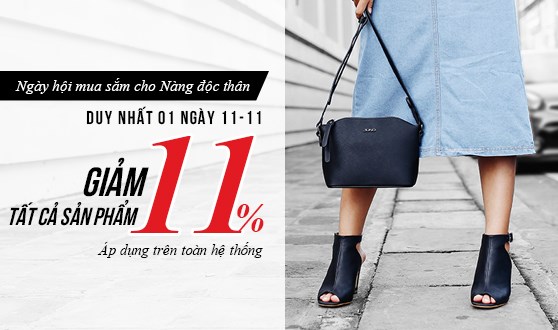 Ngày hội mua sắm cho Nàng độc thân
DUY NHẤT 01 NGÀY 11-11
GIẢM
TẤT CẢ SẢN PHẨM
11%
Áp dụng trên toàn hệ thống